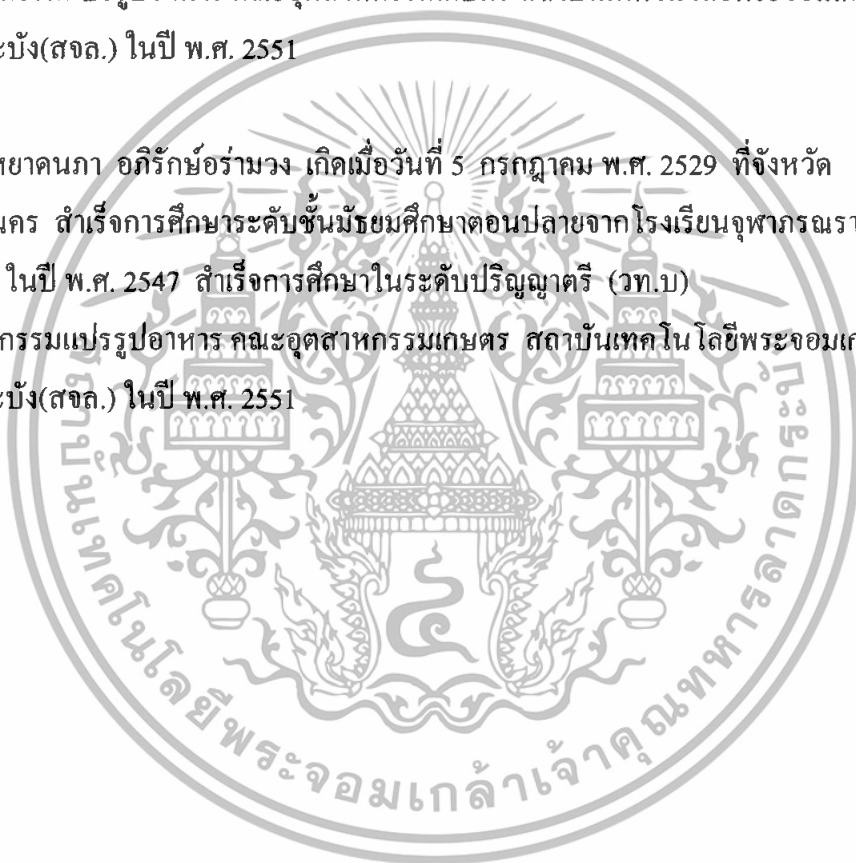 ะบัง(สจล.) ในปี พ.ศ. 2551
หยาดนภา อภิรักษ์อร่ามวง เกิดเมื่อวันที่ 5 กรกฎาคม พ.ศ. 2529 ที่จังหวัด
นคร สำเร็จการศึกษาระดับชั้นมัธยมศึกษาตอนปลายจากโรงเรียนจุฬาภรณรา
ในปี พ.ศ. 2547 สำเร็จการศึกษาในระดับปริญญาตรี (วท.บ)
กรรมแปรรูปอาหาร คณะอุตสาหกรรมเกษตร สถาบันเทคโนโลยีพระจอมเก
ะบัง(สจล.) ในปี พ.ศ. 2551
สถาบันเทคโนโลยีพระจอมเกล้าเจ้าคุณทหารลาดกระบัง